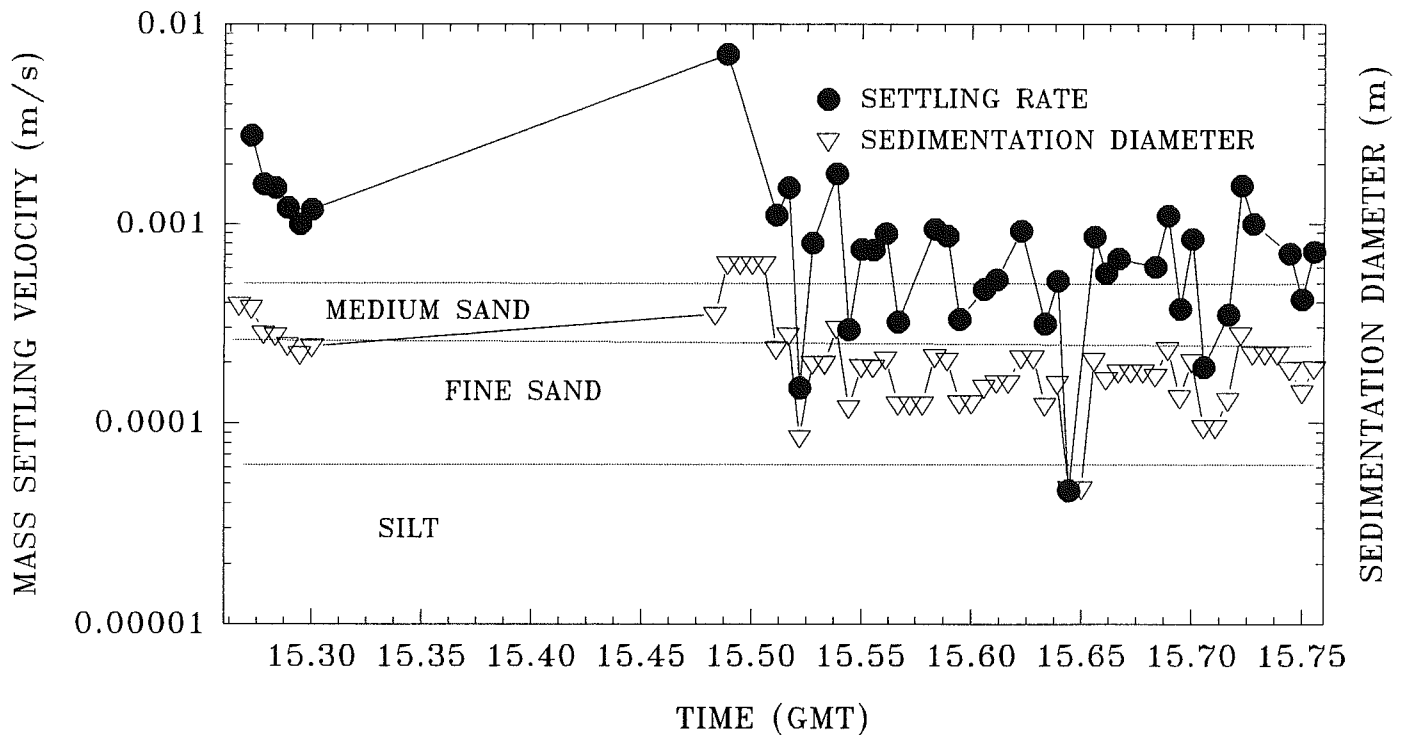 0.01
0.001
0.0001
0.00001
MASS SETTLING VELOCITY (m/s)
SETTLING RATE
SEDIMENTATION DIAMETER
MEDIUM SAND
FINE SAND
SILT
SEDIMENTATION DIAMETER (m)
15.30 15.35 15.40 15.45 15.50 15.55 15.60 15.65 15.70 15.75
TIME (GMT)